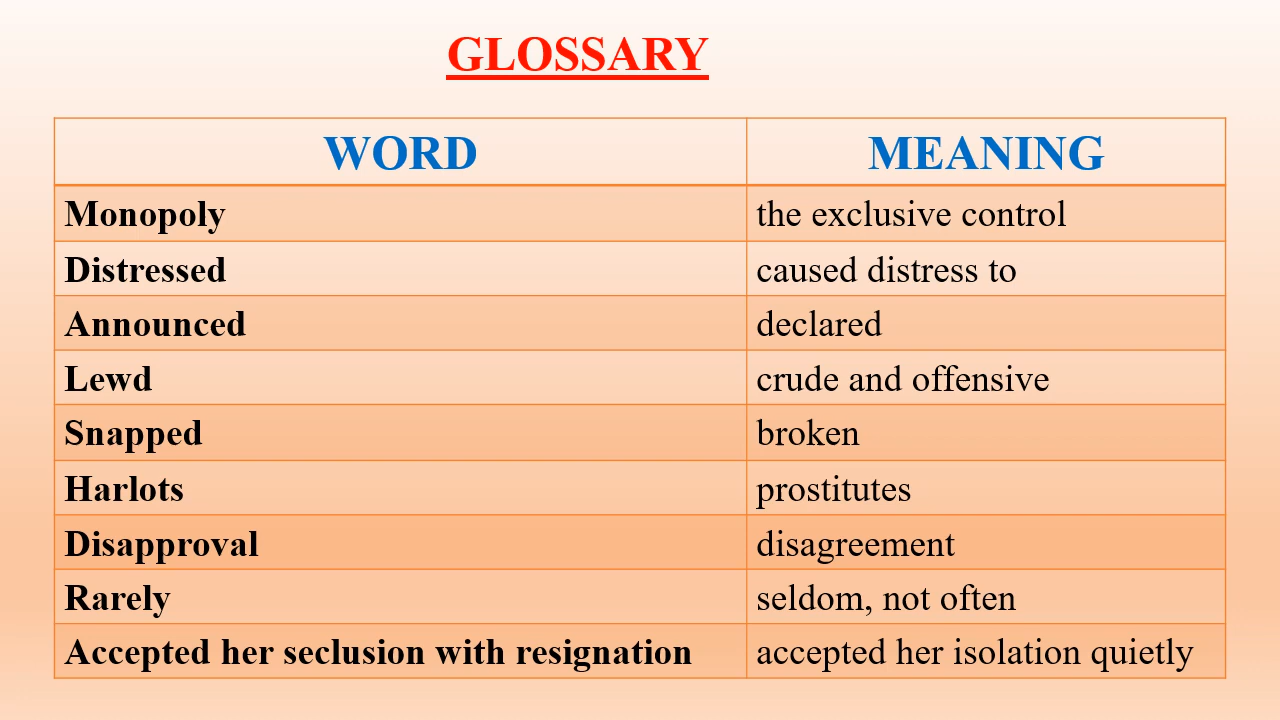 GLOSSARY
WORD MEANING
Monopoly the exclusive control
Distressed caused distress to
Announced declared
Lewd crude and offensive
Snapped broken
Harlots prostitutes
Disapproval disagreement
Rarely seldom, not often
Accepted her seclusion with resignation accepted her isolation quietly